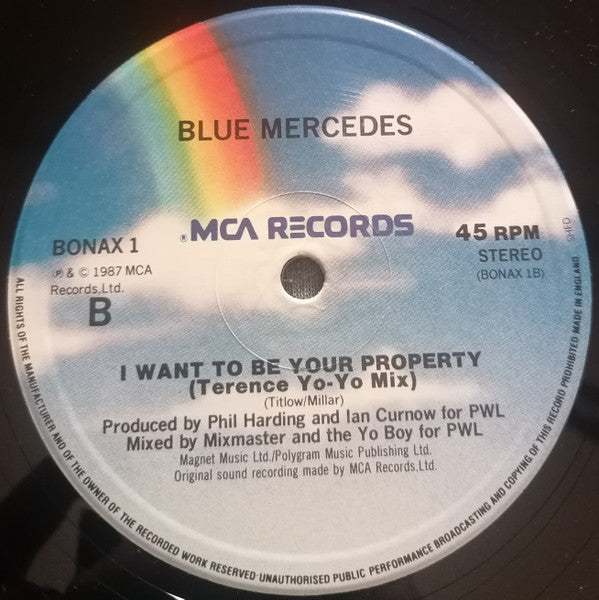 BLUE MERCEDES
®MCA RECORDS
BONAX 1
℗ & © 1987 MCA
Records,Ltd.
B
45 RPM
STEREO
(BONAX 1B)
SHFD
I WANT TO BE YOUR PROPERTY
(Terence Yo-Yo Mix)
(Titlow/Millar)
Produced by Phil Harding and Ian Curnow for PWL
Mixed by Mixmaster and the Yo Boy for PWL
Magnet Music Ltd./Polygram Music Publishing Ltd.
Original sound recording made by MCA Records,Ltd.
ALL RIGHTS OF THE MANUFACTURER AND OF THE OWNER OF THE RECORDED WORK RESERVED UNAUTHORISED PUBLIC PERFORMANCE BROADCASTING AND COPYING OF THIS RECORD PROHIBITED MADE IN ENGLAND